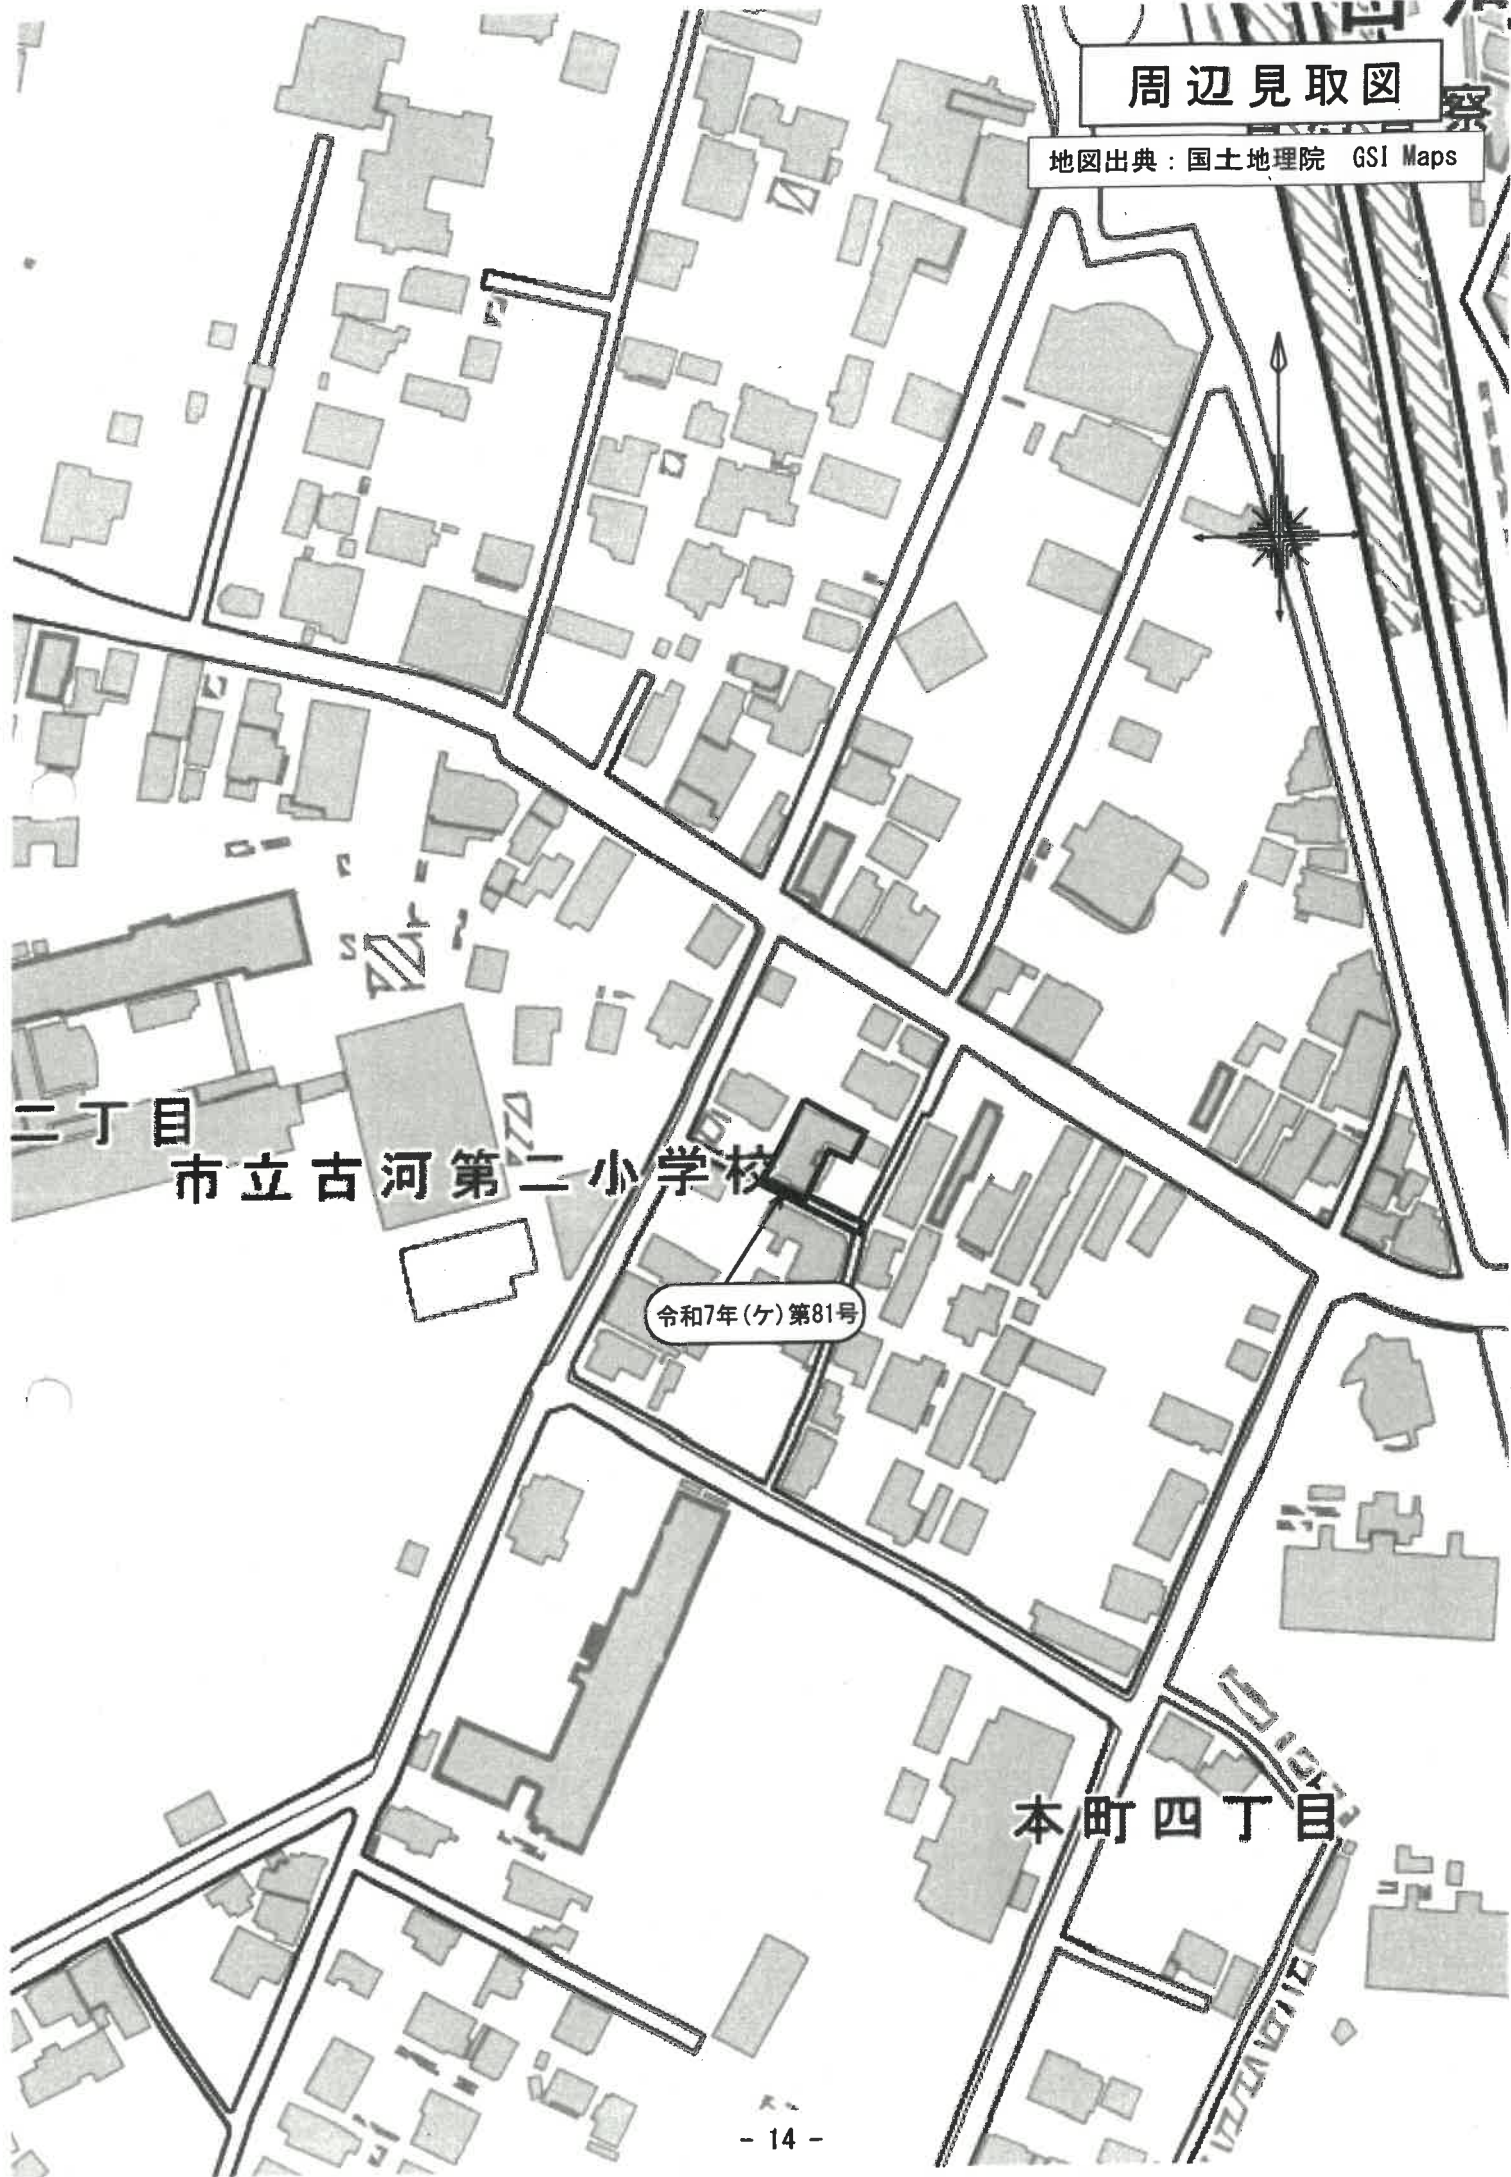 周辺見取図
地図出典：国土地理院 GSI Maps
察
二丁目
市立古河第二小学校
令和7年(ケ)第81号
本町四丁目
- 14 -